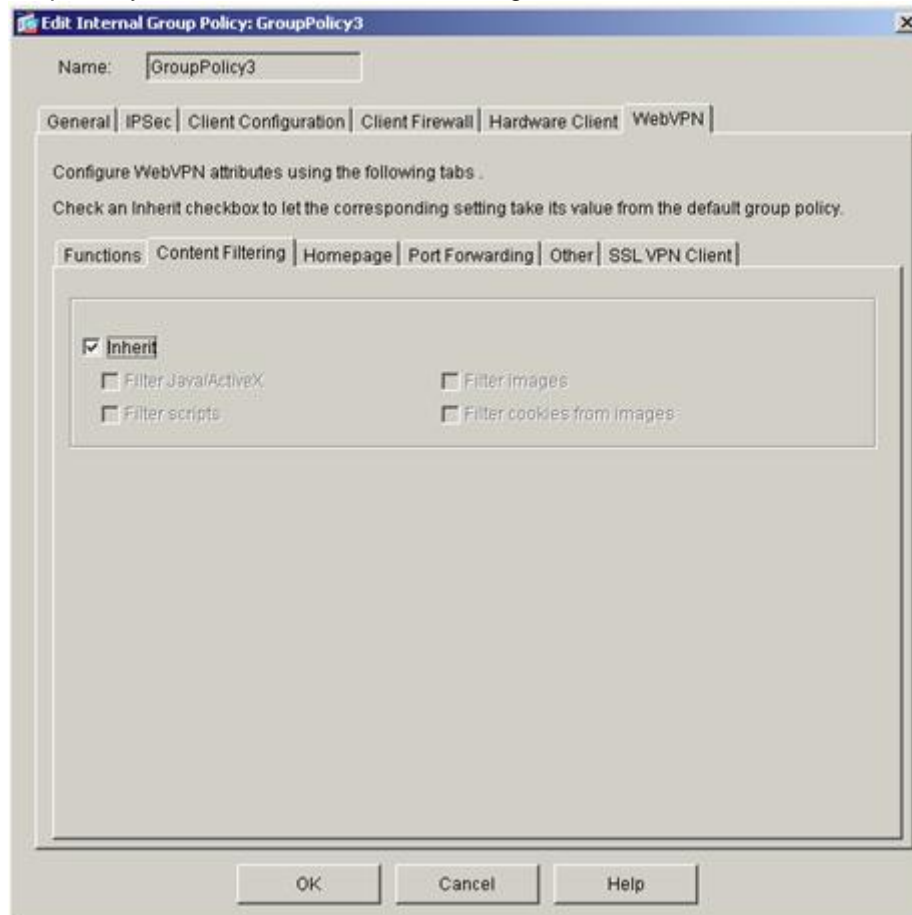 Edit Internal Group Policy: GroupPolicy3
Name: GroupPolicy3
General IPSec Client Configuration Client Firewall Hardware Client WebVPN
Configure WebVPN attributes using the following tabs .
Check an Inherit checkbox to let the corresponding setting take its value from the default group policy.
Functions Content Filtering Homepage Port Forwarding Other SSL VPN Client
Inherit
Filter Java/ActiveX Filter images
Filter scripts Filter cookies from images
OK Cancel Help